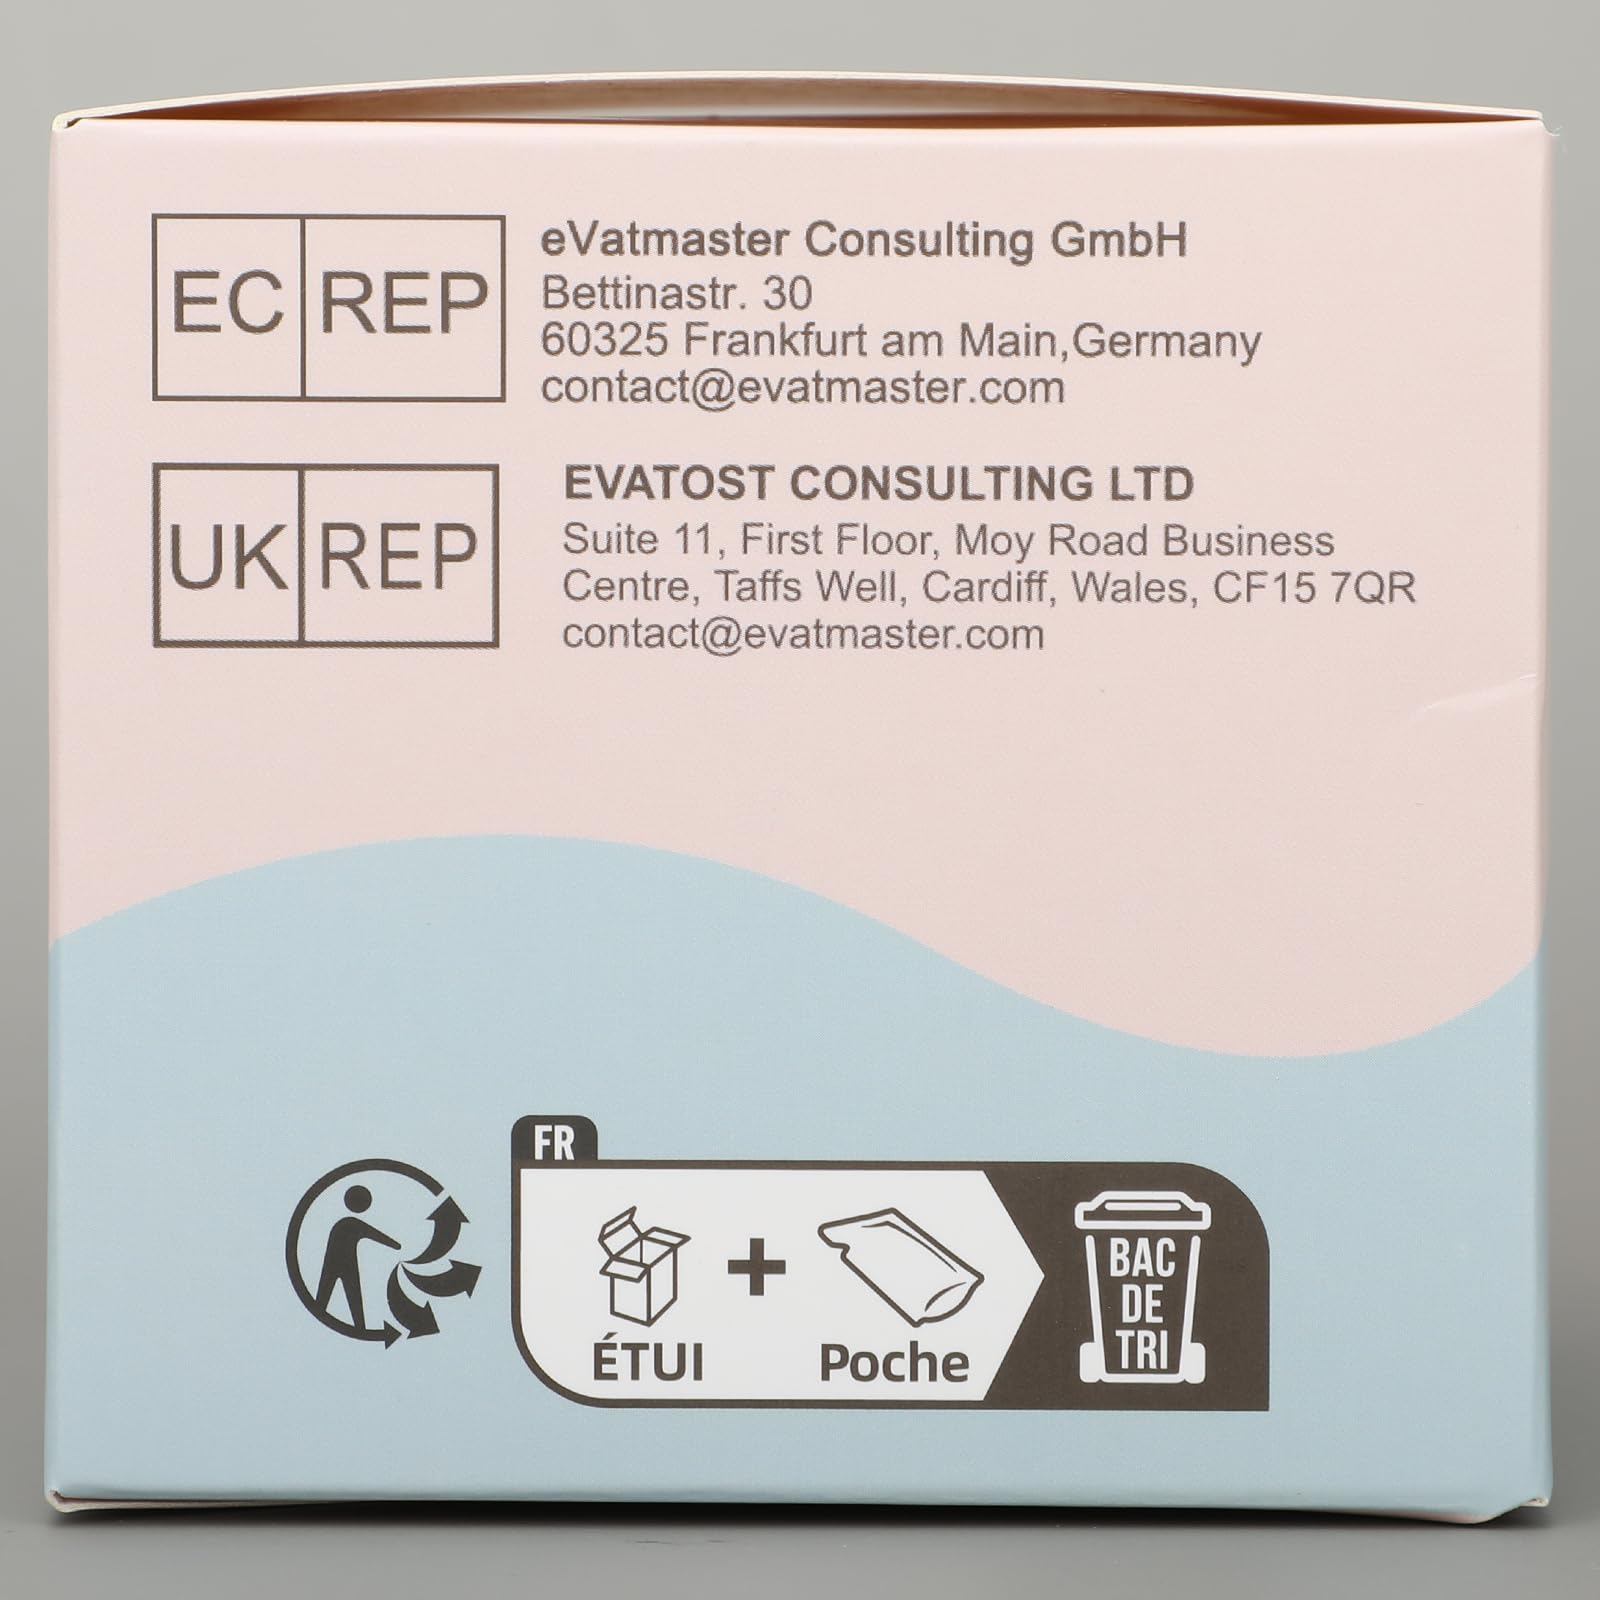 EC REP
eVatmaster Consulting GmbH
Bettinastr. 30
60325 Frankfurt am Main,Germany
contact@evatmaster.com
UK REP
EVATOST CONSULTING LTD
Suite 11, First Floor, Moy Road Business
Centre, Taffs Well, Cardiff, Wales, CF15 7QR
contact@evatmaster.com
FR
ÉTUI + Poche
BAC
DE
TRI